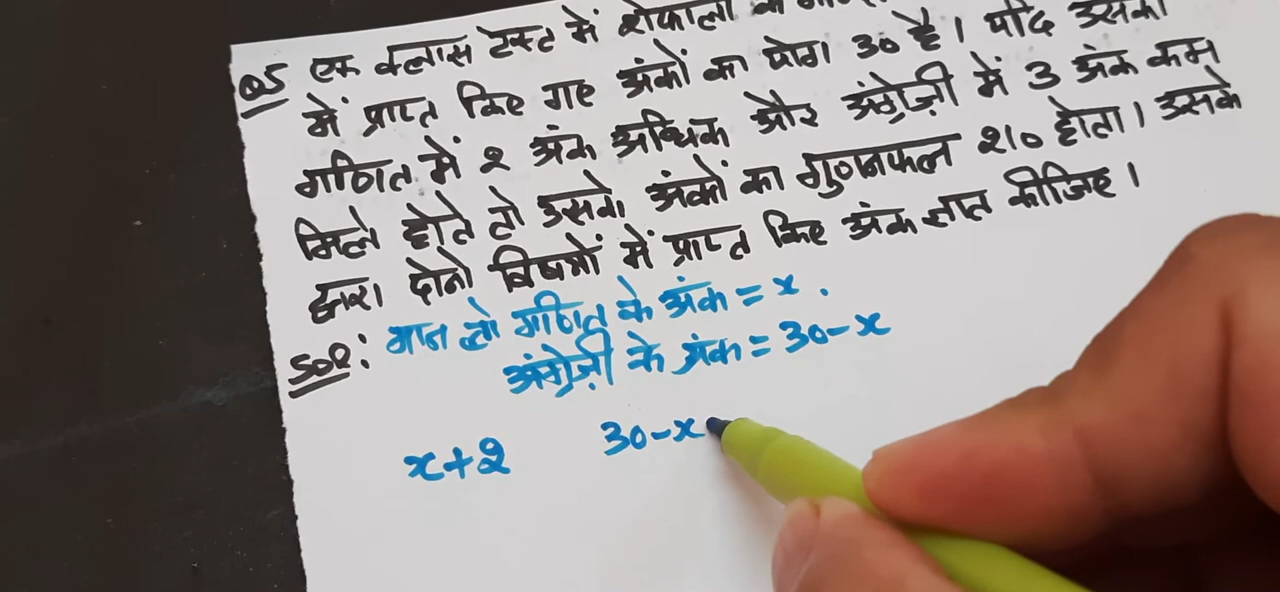 Q5 एक क्लास टेस्ट में शेफाली के
में प्राप्त किए गए अंकों का योग 30 है। यदि उसको
गणित में 2 अंक अधिक और अंग्रेज़ी में 3 अंक कम
मिले होते तो उसके अंकों का गुणनफल 210 होता। उसके
द्वारा दोनो विषयों में प्राप्त किए अंक ज्ञात कीजिए।
Sol: मान लो गणित के अंक = x.
अंग्रेज़ी के अंक = 30-x
x+2 30-x